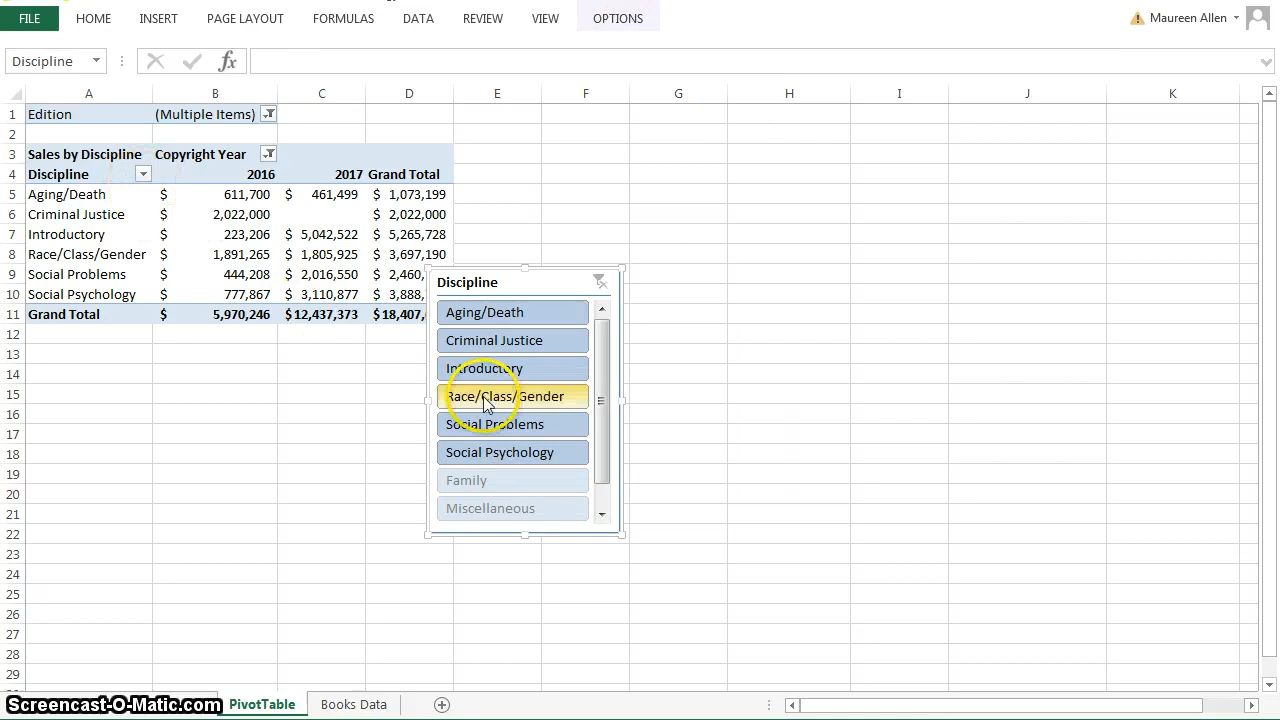 FILE HOME INSERT PAGE LAYOUT FORMULAS DATA REVIEW VIEW OPTIONS Maureen Allen
Discipline fx
A B C D E F G H I J K
1 Edition (Multiple Items)
2
3 Sales by Discipline Copyright Year
4 Discipline 2016 2017 Grand Total
5 Aging/Death $ 611,700 $ 461,499 $ 1,073,199
6 Criminal Justice $ 2,022,000 $ 2,022,000
7 Introductory $ 223,206 $ 5,042,522 $ 5,265,728
8 Race/Class/Gender $ 1,891,265 $ 1,805,925 $ 3,697,190
9 Social Problems $ 444,208 $ 2,016,550 $ 2,460,
10 Social Psychology $ 777,867 $ 3,110,877 $ 3,888,
11 Grand Total $ 5,970,246 $ 12,437,373 $ 18,407,
Discipline
Aging/Death
Criminal Justice
Introductory
Race/Class/Gender
Social Problems
Social Psychology
Family
Miscellaneous
12
13
14
15
16
17
18
19
20
21
22
23
24
25
26
27
28
29
Screencast-O-Matic.com PivotTable Books Data